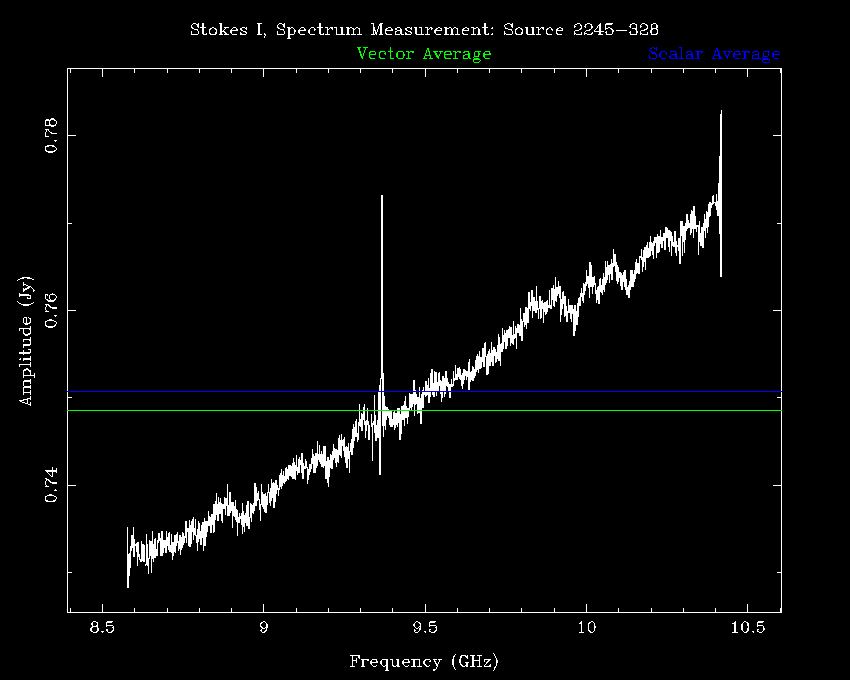 Stokes I, Spectrum Measurement: Source 2245−328
Vector Average Scalar Average
0.78
0.76
0.74
Amplitude (Jy)
8.5 9 9.5 10 10.5
Frequency (GHz)